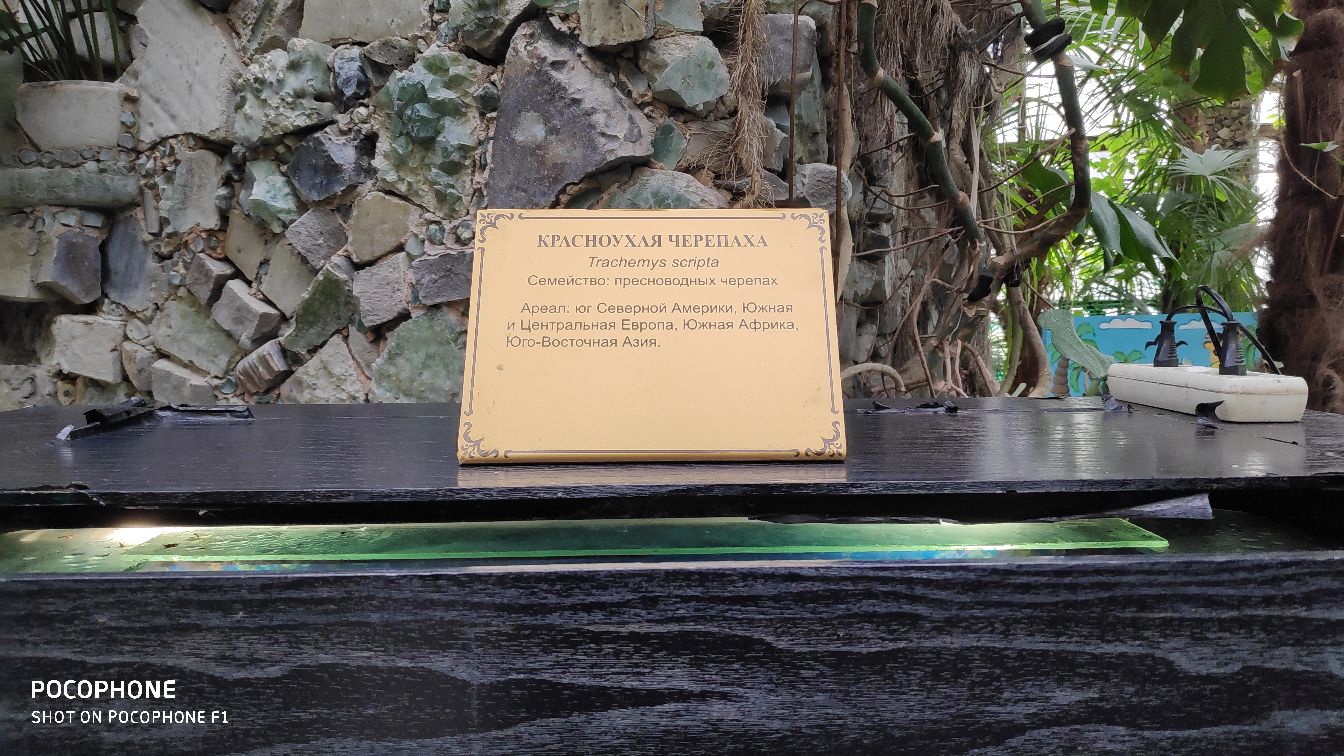 КРАСНОУХАЯ ЧЕРЕПАХА
Trachemys scripta
Семейство: пресноводных черепах
Ареал: юг Северной Америки, Южная
и Центральная Европа, Южная Африка,
Юго-Восточная Азия.
POCOPHONE
SHOT ON POCOPHONE F1